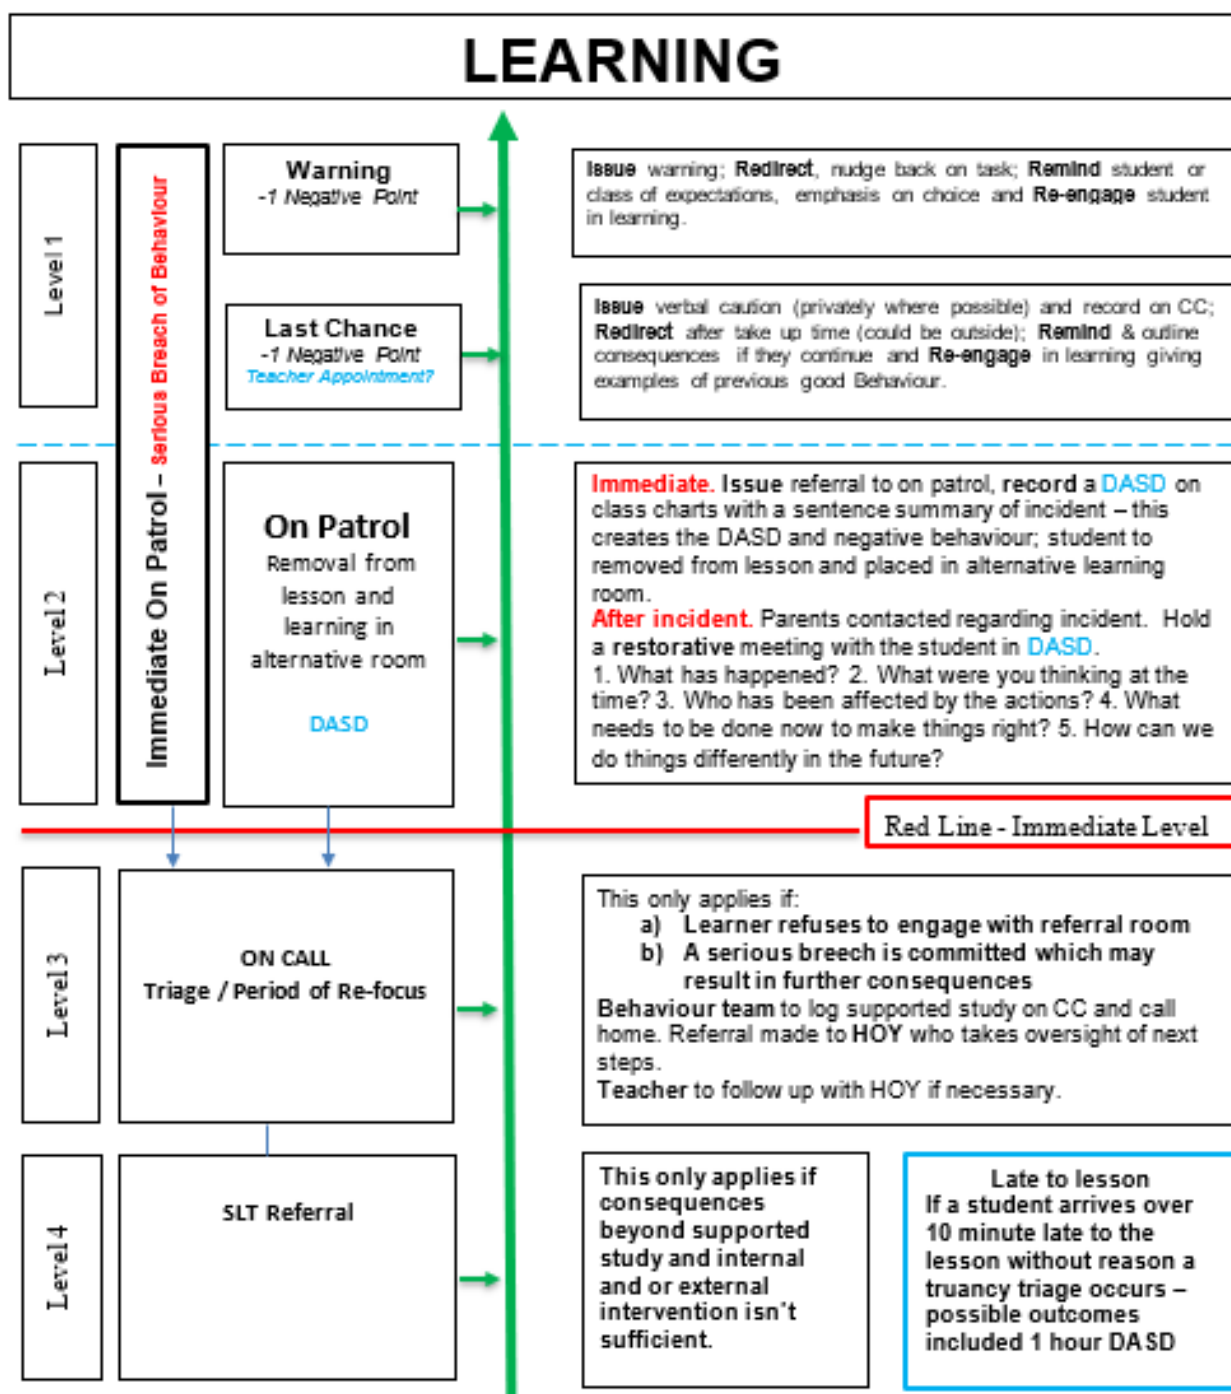 LEARNING
Level 1
Immediate On Patrol – Serious Breach of Behaviour
Warning
-1 Negative Point
Issue warning; Redirect, nudge back on task; Remind student or
class of expectations, emphasis on choice and Re-engage student
in learning.
Last Chance
-1 Negative Point
Teacher Appointment?
Issue verbal caution (privately where possible) and record on CC;
Redirect after take up time (could be outside); Remind & outline
consequences if they continue and Re-engage in learning giving
examples of previous good Behaviour.
Level 2
On Patrol
Removal from
lesson and
learning in
alternative room
DASD
Immediate. Issue referral to on patrol, record a DASD on
class charts with a sentence summary of incident – this
creates the DASD and negative behaviour; student to
removed from lesson and placed in alternative learning
room.
After incident. Parents contacted regarding incident. Hold
a restorative meeting with the student in DASD.
1. What has happened? 2. What were you thinking at the
time? 3. Who has been affected by the actions? 4. What
needs to be done now to make things right? 5. How can we
do things differently in the future?
Red Line - Immediate Level
Level 3
ON CALL
Triage / Period of Re-focus
This only applies if:
a) Learner refuses to engage with referral room
b) A serious breech is committed which may
result in further consequences
Behaviour team to log supported study on CC and call
home. Referral made to HOY who takes oversight of next
steps.
Teacher to follow up with HOY if necessary.
Level 4
SLT Referral
This only applies if
consequences
beyond supported
study and internal
and or external
intervention isn't
sufficient.
Late to lesson
If a student arrives over
10 minute late to the
lesson without reason a
truancy triage occurs –
possible outcomes
included 1 hour DASD